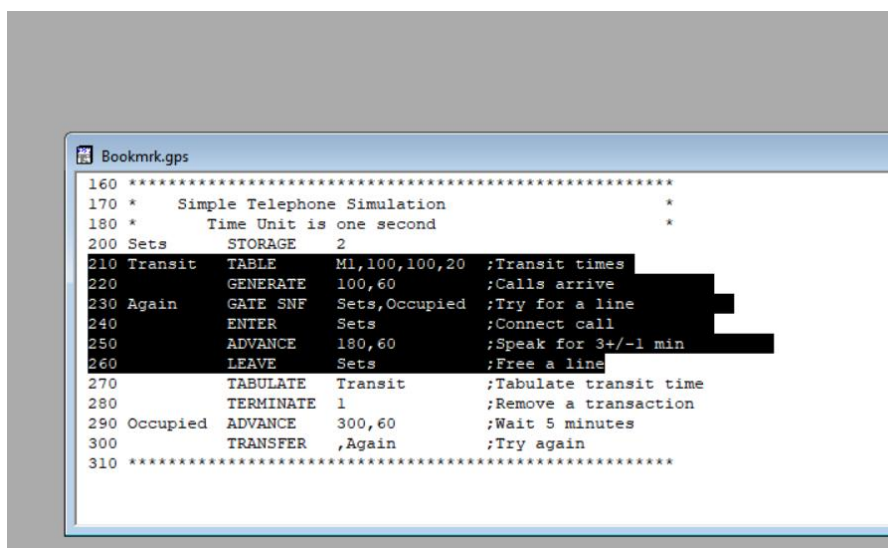 Bookmrk.gps
160 *******************************************************
170 *    Simple Telephone Simulation                    *
180 *       Time Unit is one second                     *
200 Sets      STORAGE   2
210 Transit   TABLE     M1,100,100,20  ;Transit times
220           GENERATE  100,60         ;Calls arrive
230 Again     GATE SNF  Sets,Occupied  ;Try for a line
240           ENTER     Sets           ;Connect call
250           ADVANCE   180,60         ;Speak for 3+/-1 min
260           LEAVE     Sets           ;Free a line
270           TABULATE  Transit        ;Tabulate transit time
280           TERMINATE 1              ;Remove a transaction
290 Occupied  ADVANCE   300,60         ;Wait 5 minutes
300           TRANSFER  ,Again         ;Try again
310 *******************************************************